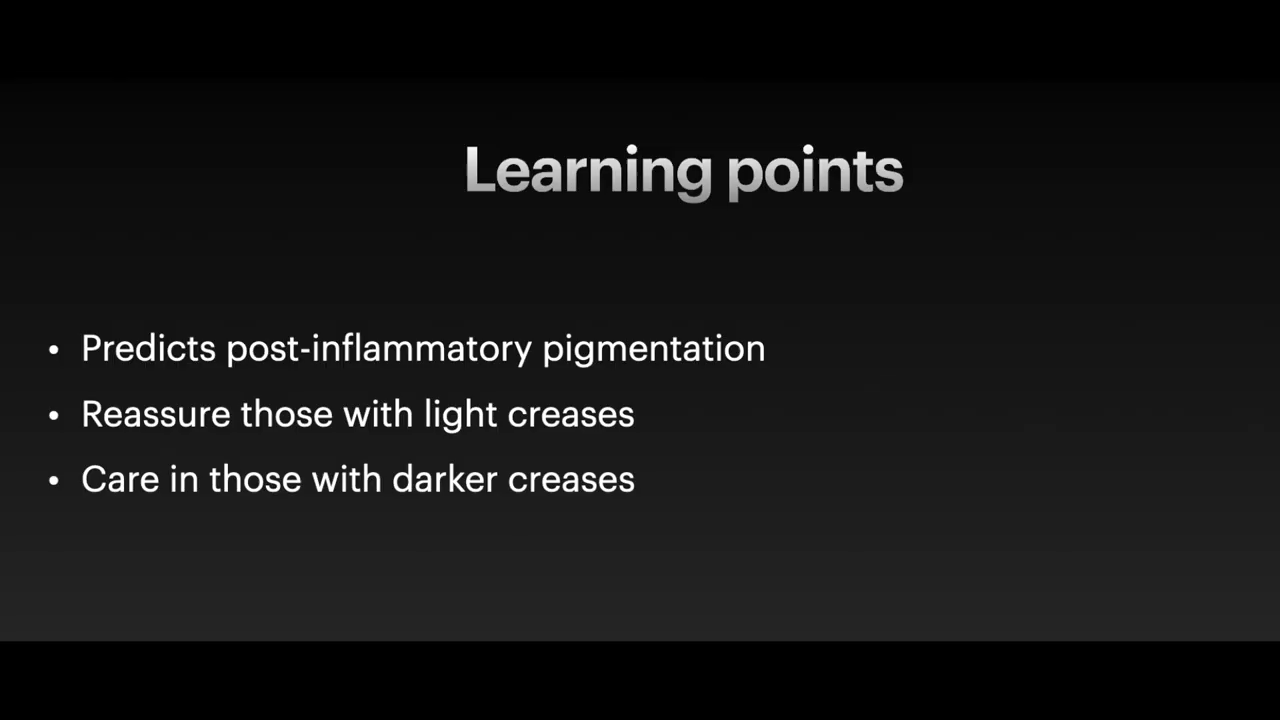 Learning points
• Predicts post-inflammatory pigmentation
• Reassure those with light creases
• Care in those with darker creases